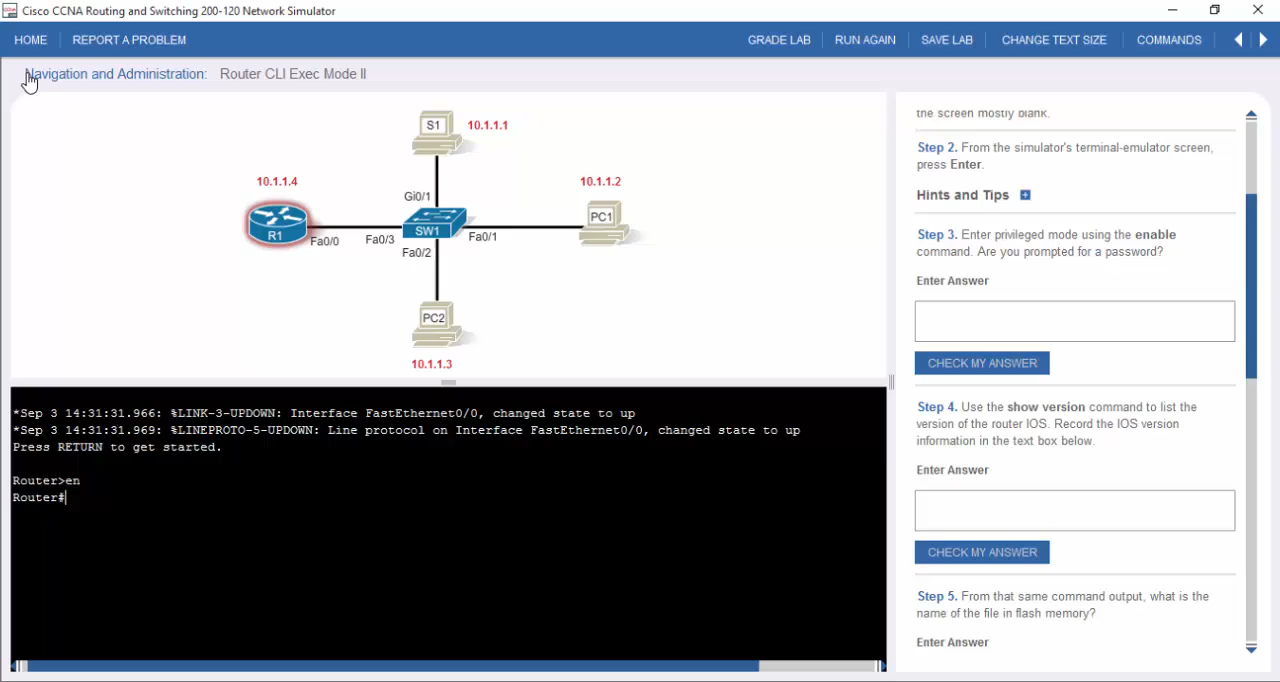 Cisco CCNA Routing and Switching 200-120 Network Simulator
HOME REPORT A PROBLEM GRADE LAB RUN AGAIN SAVE LAB CHANGE TEXT SIZE COMMANDS
Navigation and Administration: Router CLI Exec Mode II
S1 10.1.1.1
10.1.1.4
10.1.1.2
Gi0/1
R1
Fa0/0
Fa0/3
SW1
Fa0/1
PC1
Fa0/2
PC2
10.1.1.3
*Sep 3 14:31:31.966: %LINK-3-UPDOWN: Interface FastEthernet0/0, changed state to up
*Sep 3 14:31:31.969: %LINEPROTO-5-UPDOWN: Line protocol on Interface FastEthernet0/0, changed state to up
Press RETURN to get started.
Router>en
Router#
the screen mostly blank.
Step 2. From the simulator's terminal-emulator screen,
press Enter.
Hints and Tips
Step 3. Enter privileged mode using the enable
command. Are you prompted for a password?
Enter Answer
CHECK MY ANSWER
Step 4. Use the show version command to list the
version of the router IOS. Record the IOS version
information in the text box below.
Enter Answer
CHECK MY ANSWER
Step 5. From that same command output, what is the
name of the file in flash memory?
Enter Answer